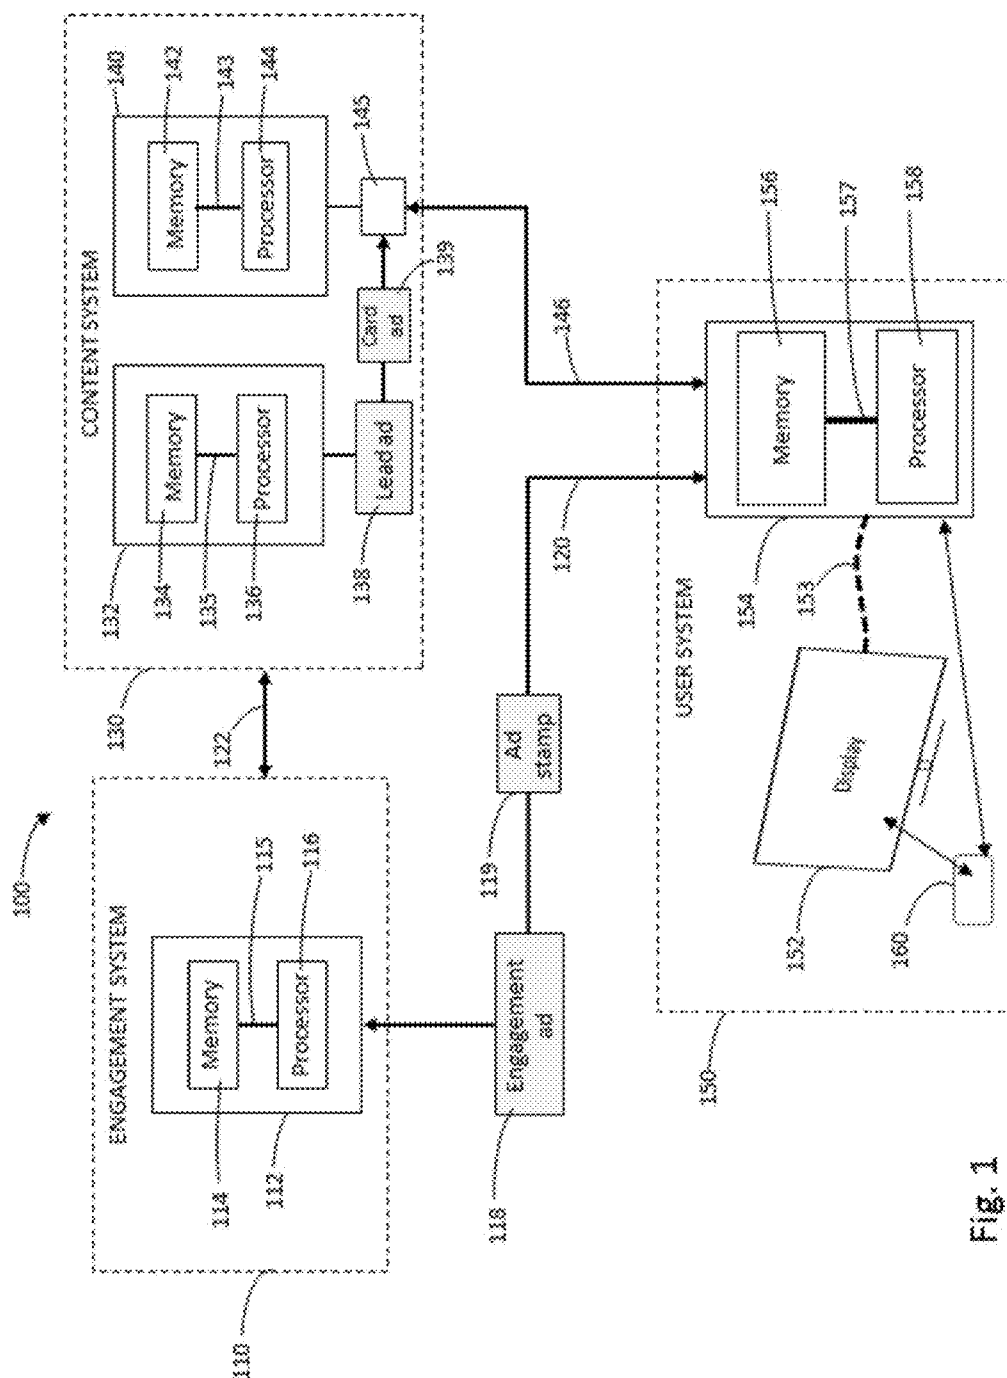 100
ENGAGEMENT SYSTEM
Memory
Processor
110
112
114
115
116
118
Engagement
ad
119
Ad
stamp
120
122
CONTENT SYSTEM
130
132
134
135
136
Memory
Processor
138
Lead ad
Card
ad
139
140
142
143
144
Memory
Processor
145
146
USER SYSTEM
150
152
Display
153
154
Memory
Processor
156
157
158
160
Fig. 1